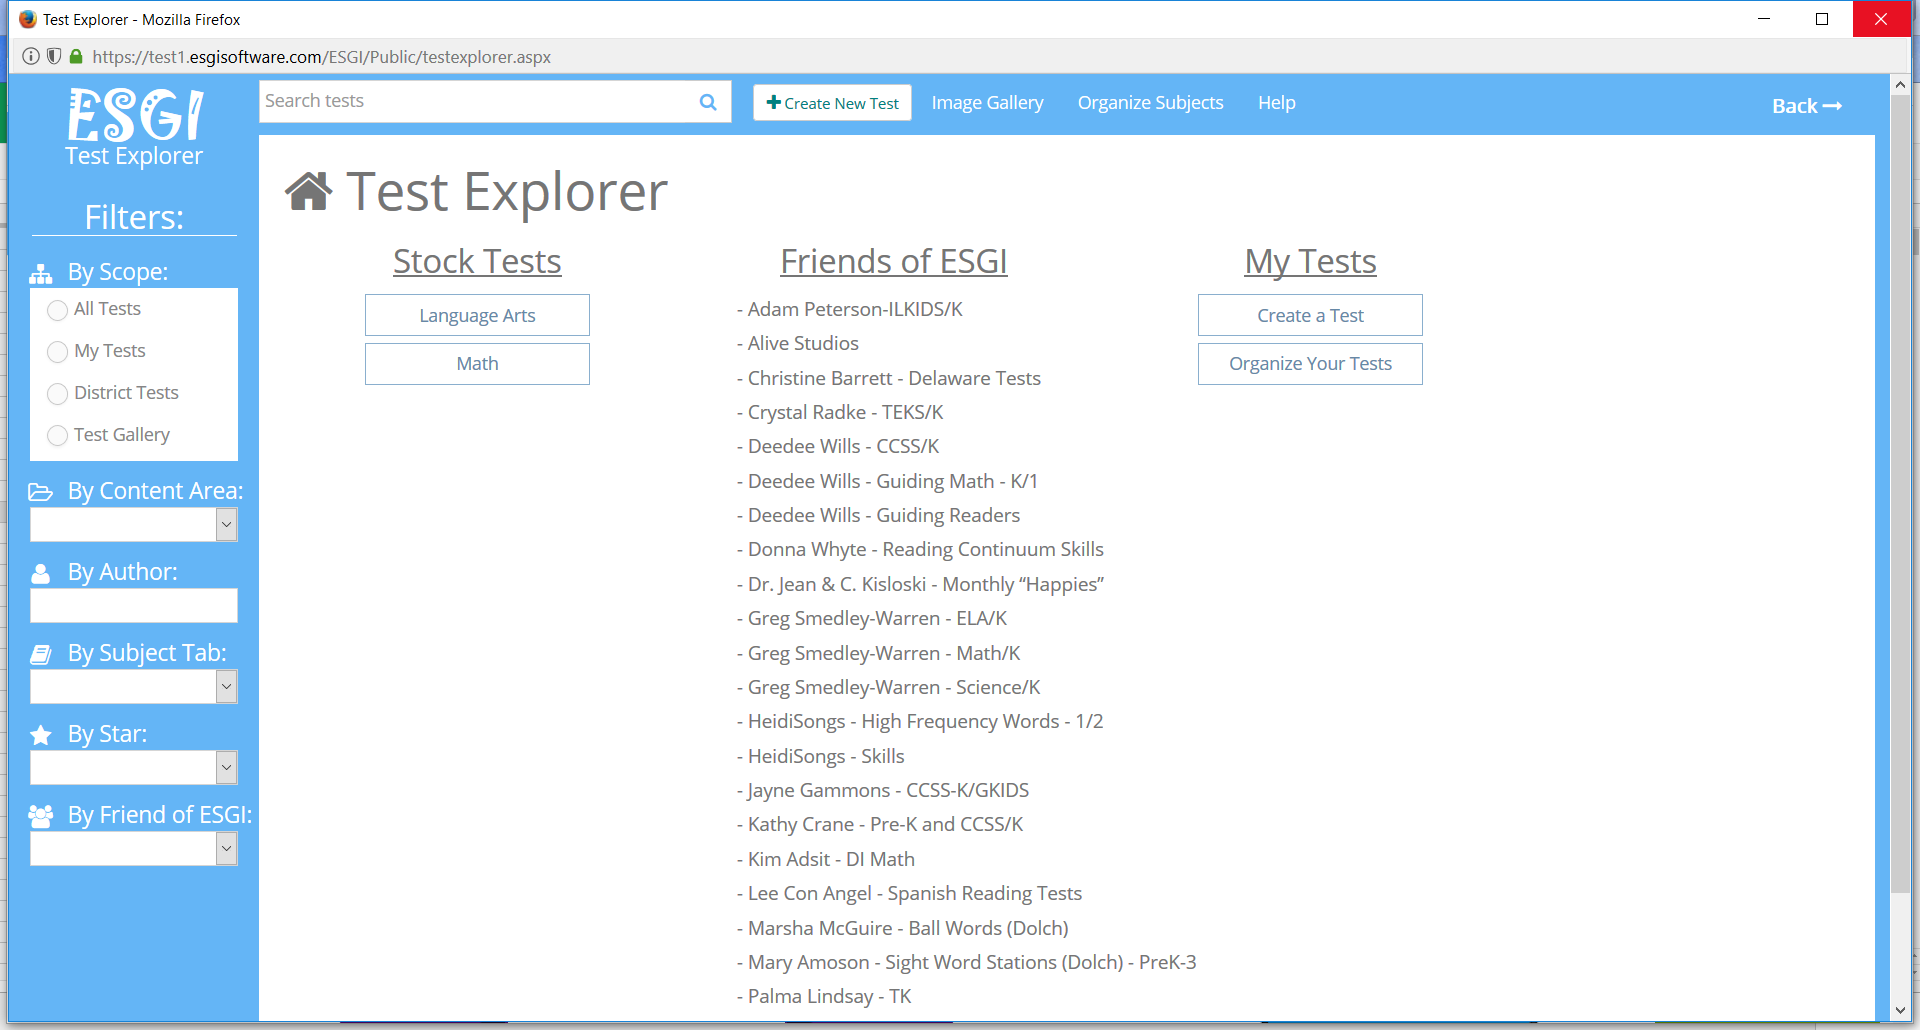 Test Explorer - Mozilla Firefox
https://test1.esgisoftware.com/ESGI/Public/testexplorer.aspx
ESGI
Test Explorer
Search tests
Create New Test
Image Gallery
Organize Subjects
Help
Back
Filters:
By Scope:
All Tests
My Tests
District Tests
Test Gallery
By Content Area:
By Author:
By Subject Tab:
By Star:
By Friend of ESGI:
Test Explorer
Stock Tests
Language Arts
Math
Friends of ESGI
- Adam Peterson-ILKIDS/K
- Alive Studios
- Christine Barrett - Delaware Tests
- Crystal Radke - TEKS/K
- Deedee Wills - CCSS/K
- Deedee Wills - Guiding Math - K/1
- Deedee Wills - Guiding Readers
- Donna Whyte - Reading Continuum Skills
- Dr. Jean & C. Kisloski - Monthly “Happies”
- Greg Smedley-Warren - ELA/K
- Greg Smedley-Warren - Math/K
- Greg Smedley-Warren - Science/K
- HeidiSongs - High Frequency Words - 1/2
- HeidiSongs - Skills
- Jayne Gammons - CCSS-K/GKIDS
- Kathy Crane - Pre-K and CCSS/K
- Kim Adsit - DI Math
- Lee Con Angel - Spanish Reading Tests
- Marsha McGuire - Ball Words (Dolch)
- Mary Amoson - Sight Word Stations (Dolch) - PreK-3
- Palma Lindsay - TK
My Tests
Create a Test
Organize Your Tests